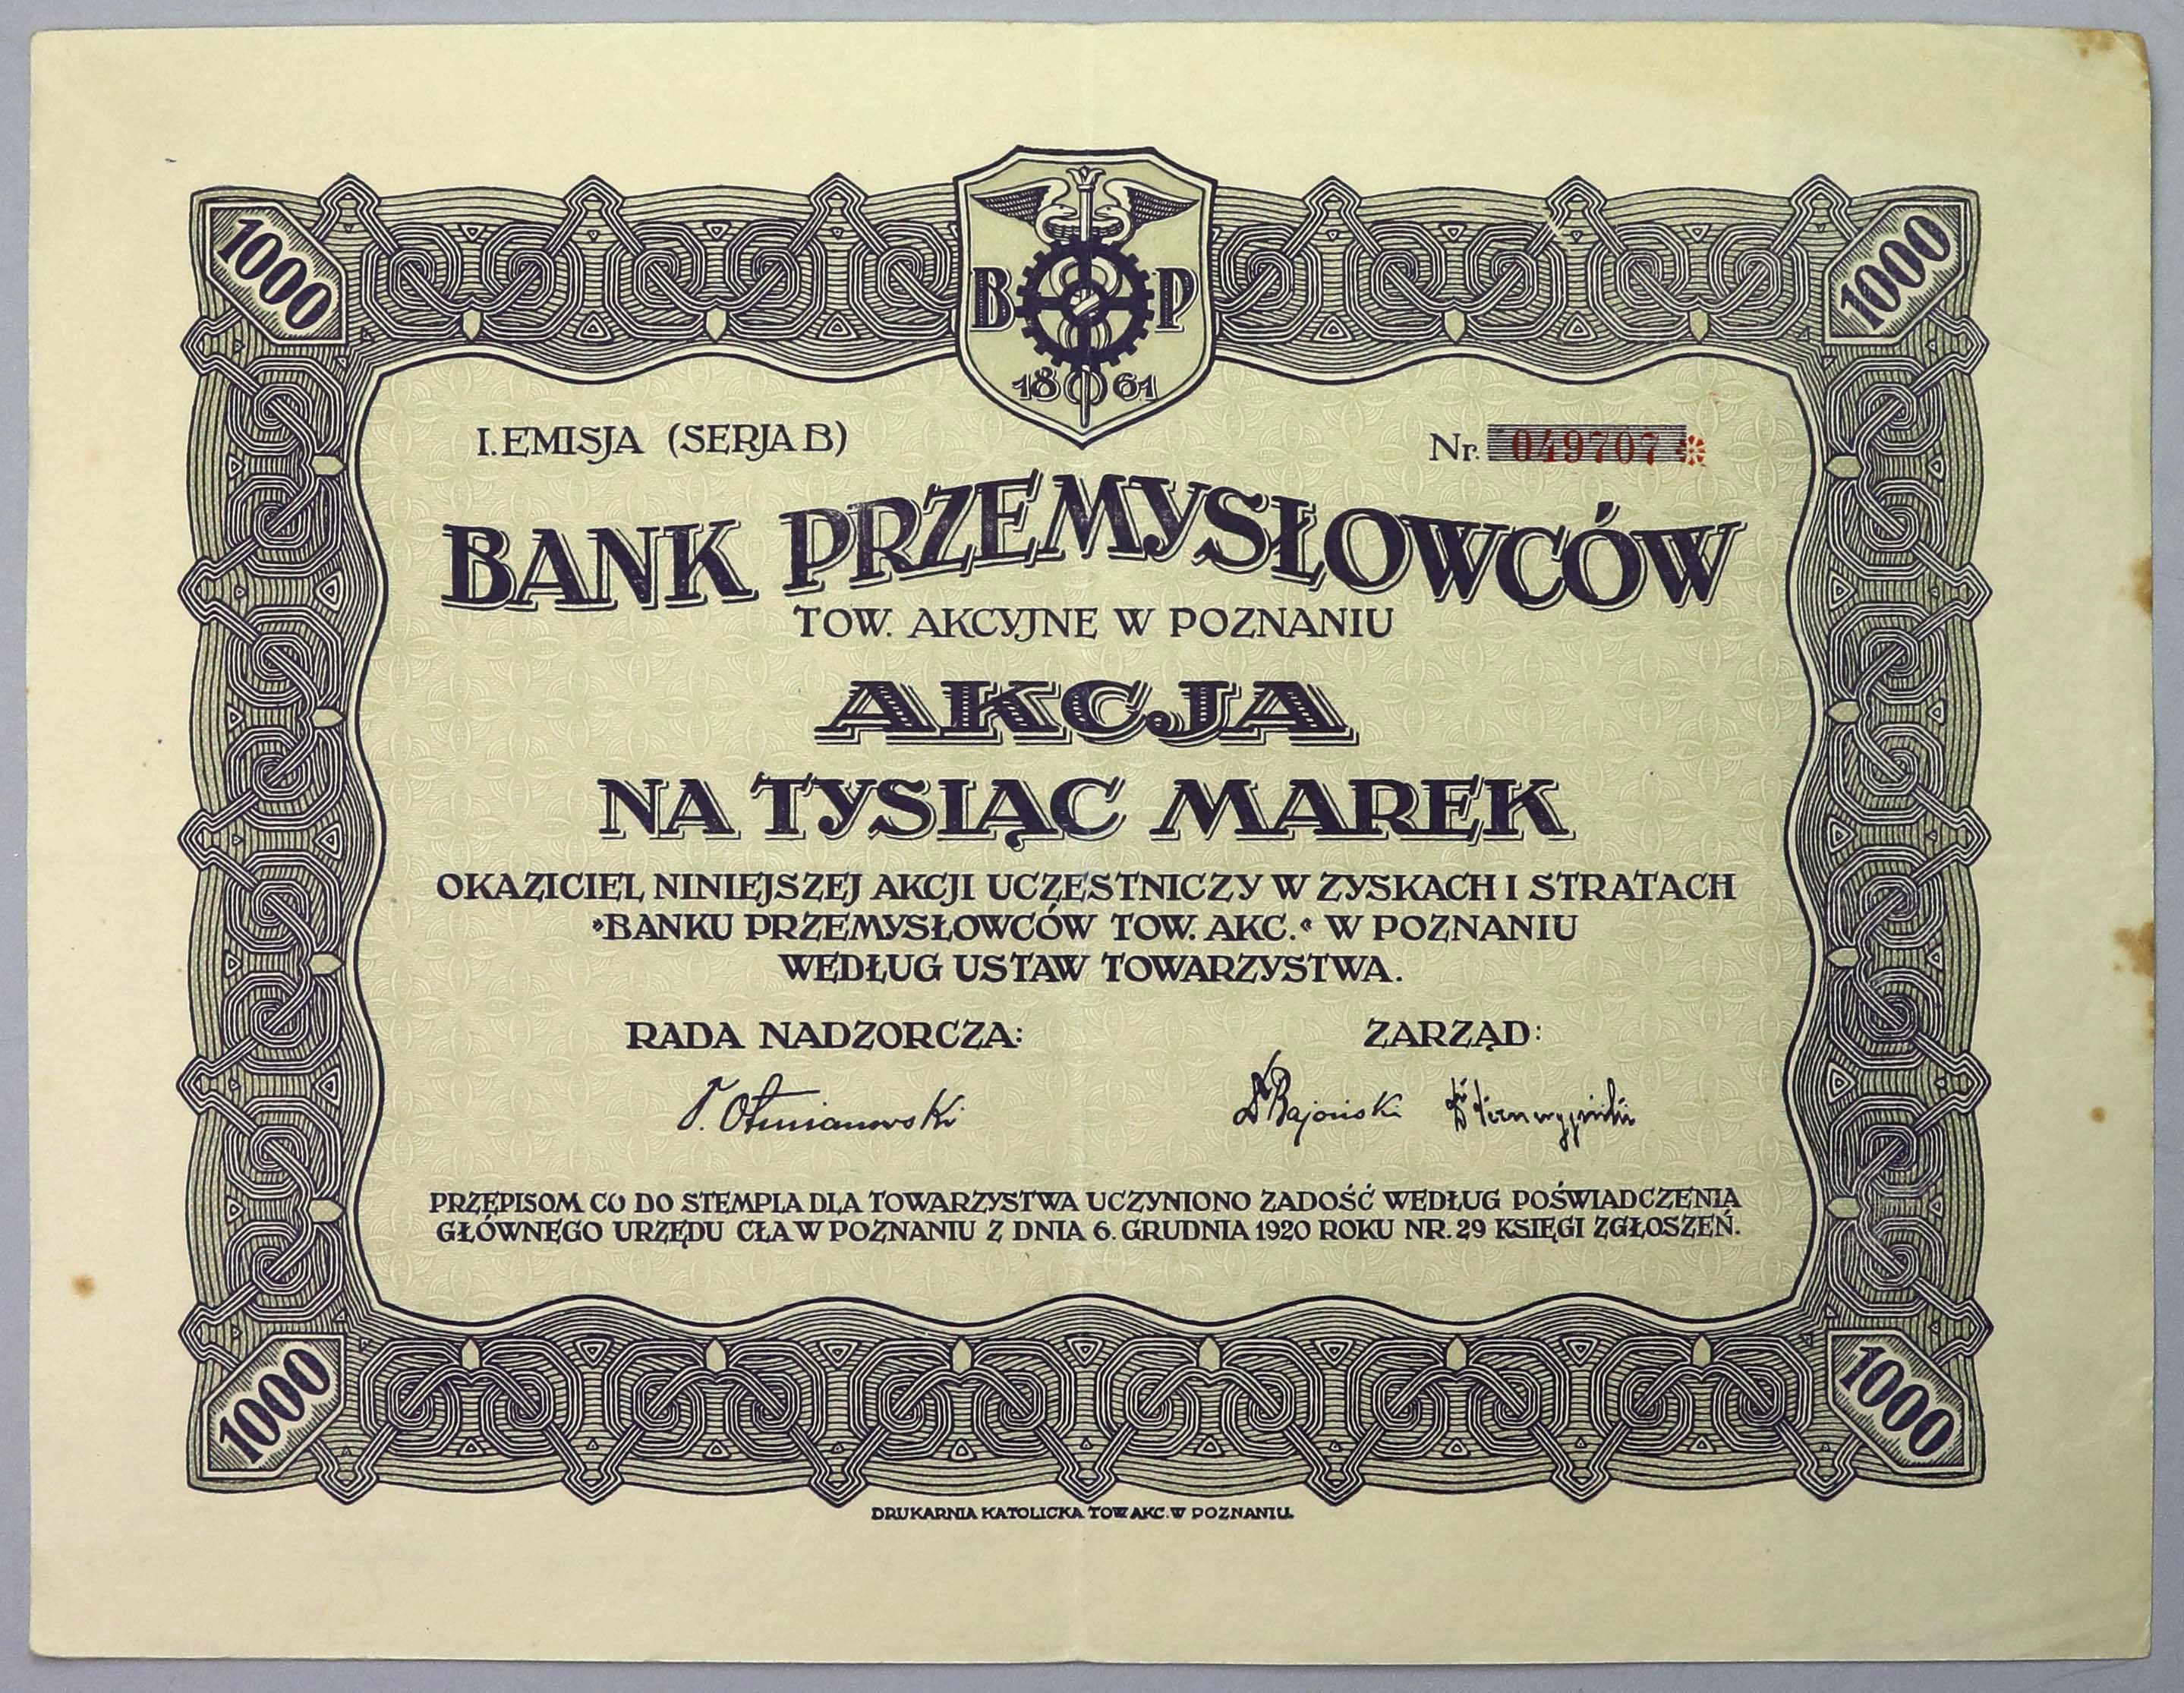 1000
1000
B P
1861
I. EMISJA (SERJA B)
Nr. 049707
BANK PRZEMYSŁOWCÓW
TOW. AKCYJNE W POZNANIU
AKCJA
NA TYSIĄC MAREK
OKAZICIEL NINIEJSZEJ AKCJI UCZESTNICZY W ZYSKACH I STRATACH
»BANKU PRZEMYSŁOWCÓW TOW. AKC.« W POZNANIU
WEDŁUG USTAW TOWARZYSTWA.
RADA NADZORCZA: ZARZĄD:
PRZEPISOM CO DO STEMPLA DLA TOWARZYSTWA UCZYNIONO ZADOŚĆ WEDŁUG POŚWIADCZENIA
GŁÓWNEGO URZĘDU CŁA W POZNANIU Z DNIA 6. GRUDNIA 1920 ROKU NR. 29 KSIĘGI ZGŁOSZEŃ.
1000
1000
DRUKARNIA KATOLICKA TOW. AKC. W POZNANIU.